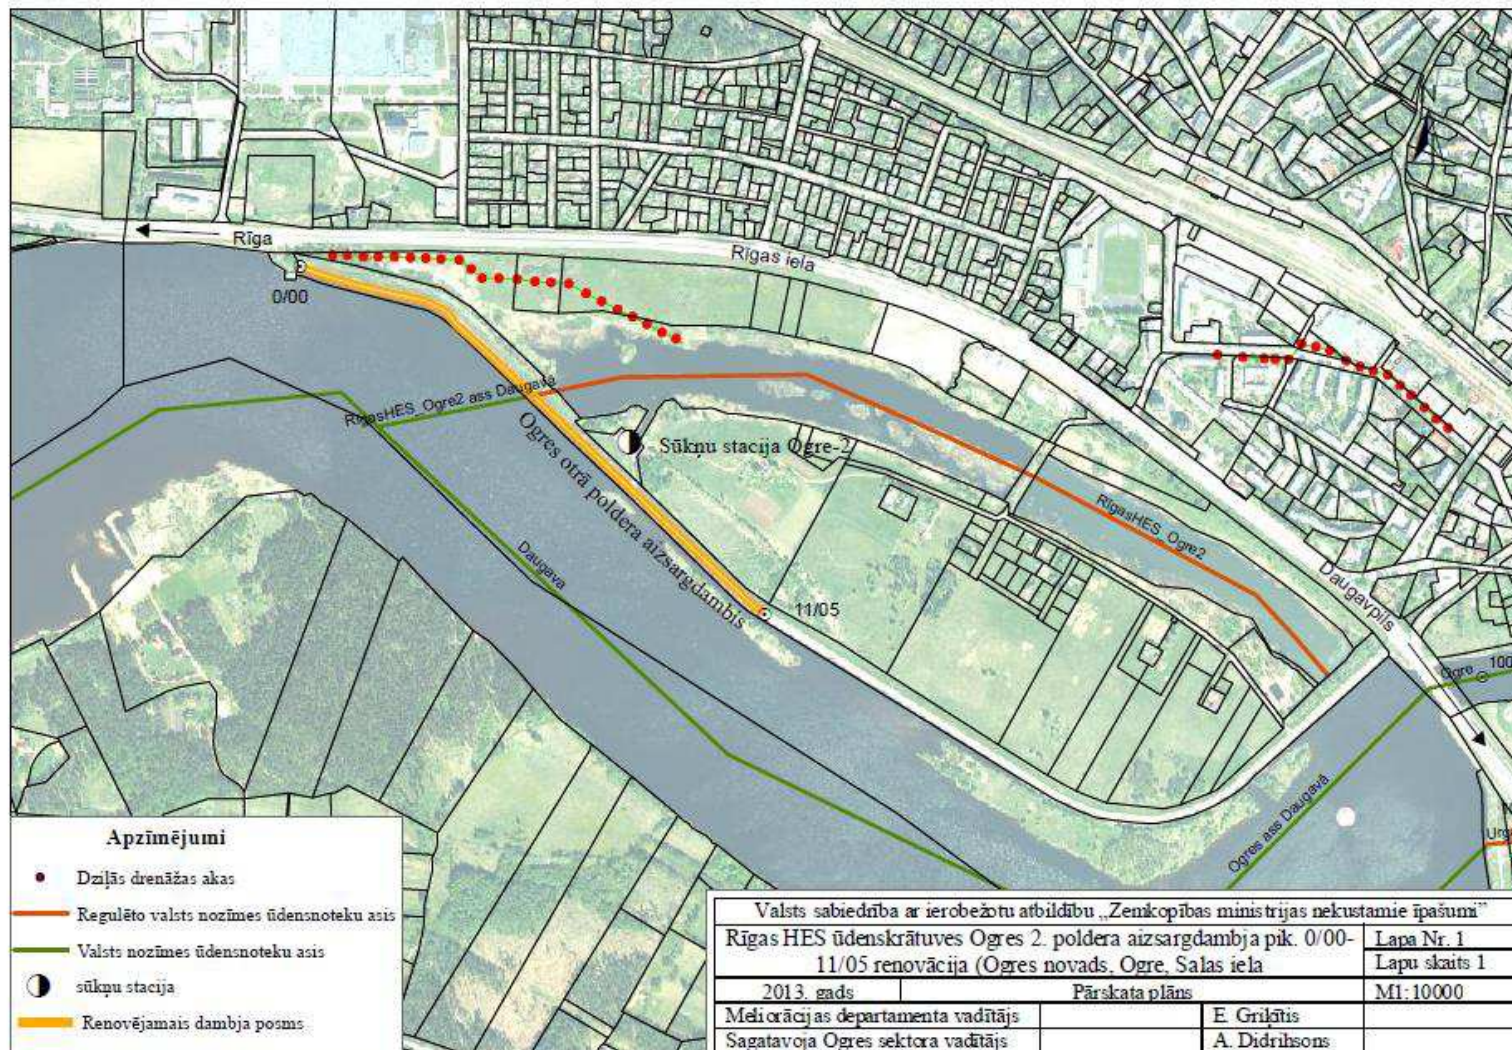 Rīga
Rīgas iela
0/00
RīgasHES_Ogre2 ass Daugavā
Sūkņu stacija Ogre-2
Ogres otrā poldera aizsargdambis
RīgasHES_Ogre2
Daugava
11/05
Daugavpils
Ogre
100
Ogres ass Daugavā
Urg
Apzīmējumi
Dziļās drenāžas akas
Regulēto valsts nozīmes ūdensnoteku asis
Valsts nozīmes ūdensnoteku asis
sūkņu stacija
Renovējamais dambja posms
Valsts sabiedrība ar ierobežotu atbildību „Zemkopības ministrijas nekustamie īpašumi”
Rīgas HES ūdenskrātuves Ogres 2. poldera aizsargdambja pik. 0/00-
11/05 renovācija (Ogres novads, Ogre, Salas iela
Lapa Nr. 1
Lapu skaits 1
2013. gads Pārskata plāns M1:10000
Meliorācijas departamenta vadītājs E. Griķītis
Sagatavoja Ogres sektora vadītājs A. Didrihsons